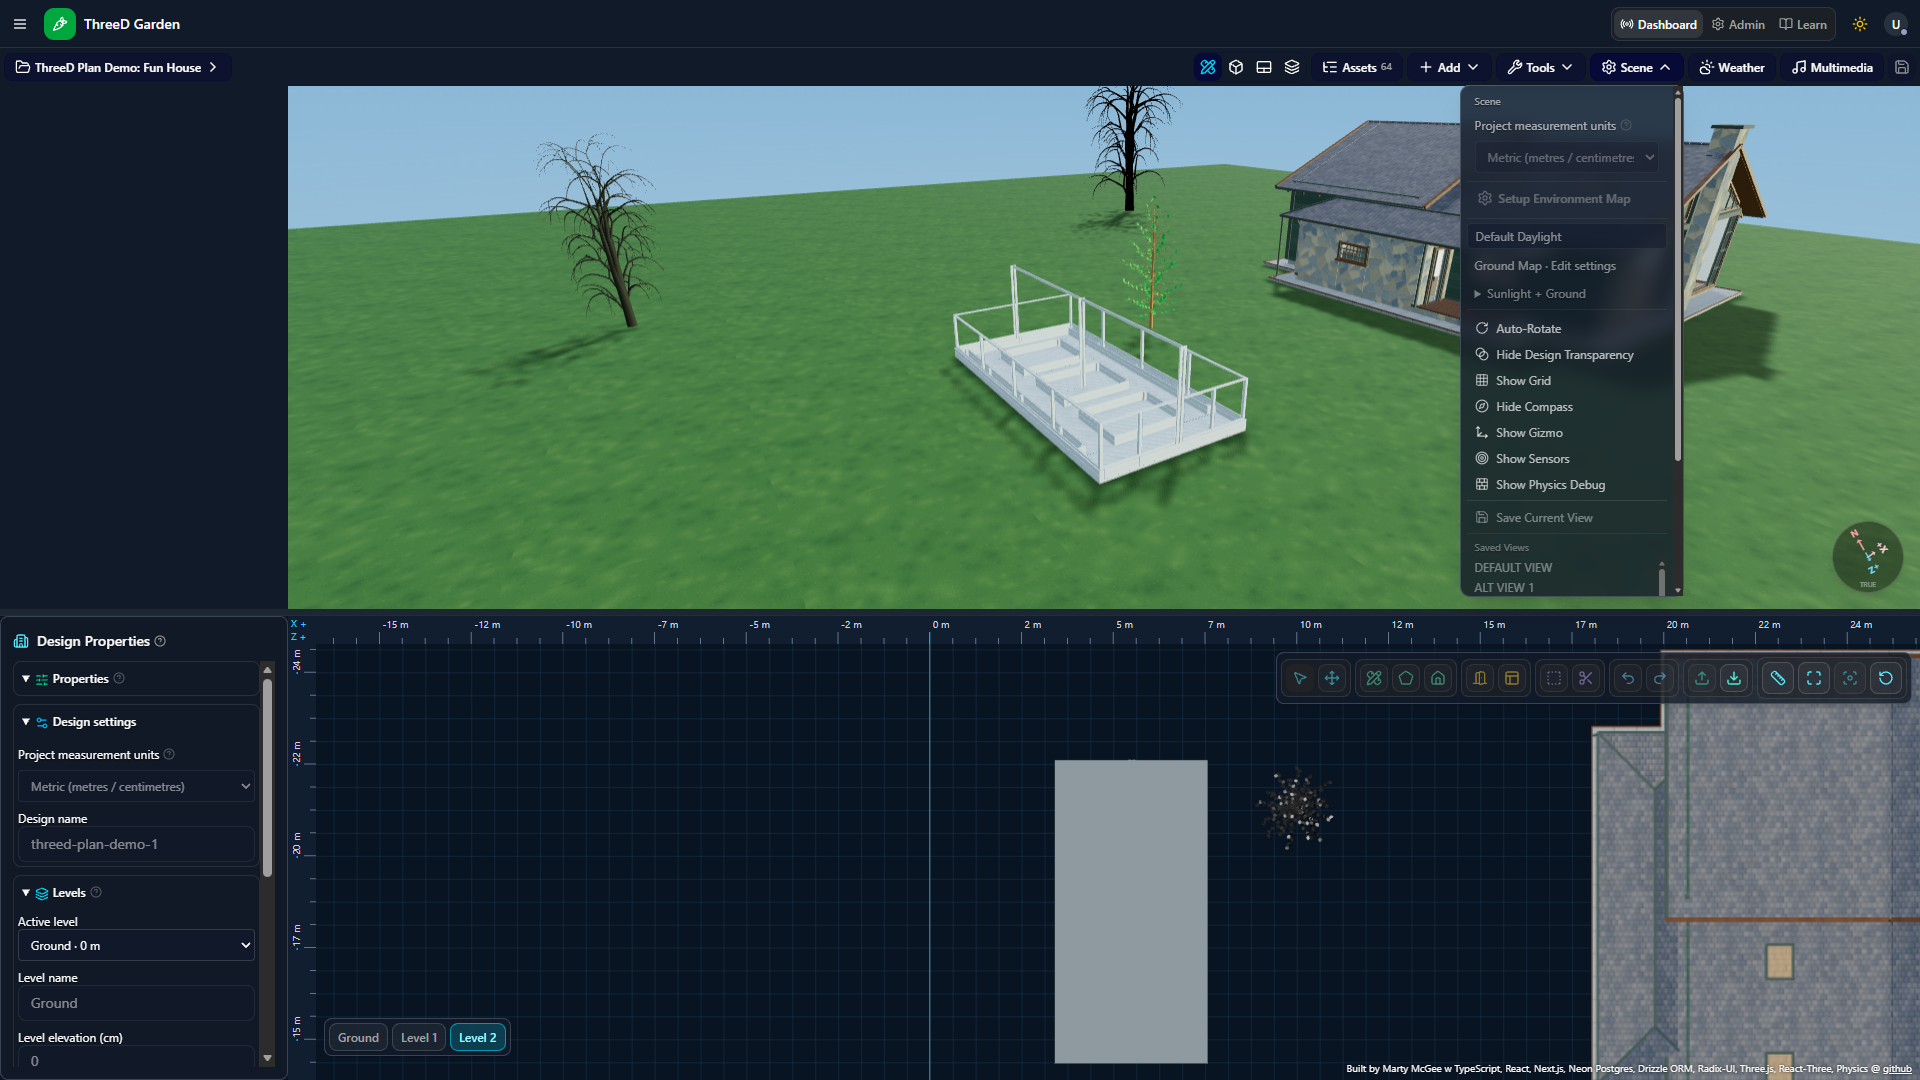 ThreeD Garden
Dashboard
Admin
Learn
U
ThreeD Plan Demo: Fun House
Assets 64
Add
Tools
Scene
Weather
Multimedia
Scene
Project measurement units
Metric (metres / centimetres
Setup Environment Map
Default Daylight
Ground Map · Edit settings
Sunlight + Ground
Auto-Rotate
Hide Design Transparency
Show Grid
Hide Compass
Show Gizmo
Show Sensors
Show Physics Debug
Save Current View
Saved Views
DEFAULT VIEW
ALT VIEW 1
N
X
Z
TRUE
Design Properties
Properties
Design settings
Project measurement units
Metric (metres / centimetres)
Design name
threed-plan-demo-1
Levels
Active level
Ground · 0 m
Level name
Ground
Level elevation (cm)
0
X +
Z +
-15 m
-12 m
-10 m
-7 m
-5 m
-2 m
0 m
2 m
5 m
7 m
10 m
12 m
15 m
17 m
20 m
22 m
24 m
-24 m
-22 m
-20 m
-17 m
-15 m
Ground
Level 1
Level 2
Built by Marty McGee w TypeScript, React, Next.js, Neon Postgres, Drizzle ORM, Radix-UI, Three.js, React-Three, Physics @ github